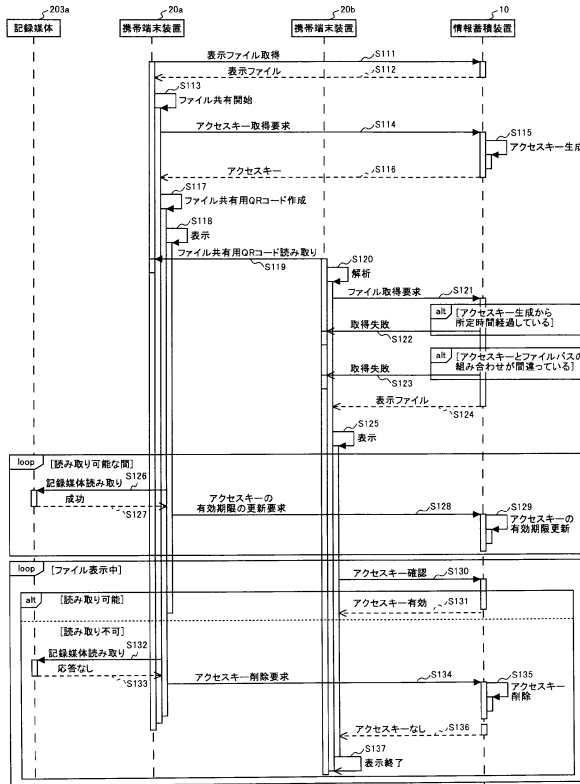 203a
20a
20b
10
記録媒体
携帯端末装置
携帯端末装置
情報蓄積装置
表示ファイル取得
S111
表示ファイル
S112
S113
ファイル共有開始
アクセスキー取得要求
S114
S115
アクセスキー生成
アクセスキー
S116
S117
ファイル共有用QRコード作成
S118
表示
ファイル共有用QRコード読み取り
S119
S120
解析
ファイル取得要求
S121
alt
[アクセスキー生成から
所定時間経過している]
取得失敗
S122
alt
[アクセスキーとファイルパスの
組み合わせが間違っている]
取得失敗
S123
表示ファイル
S124
S125
表示
loop
[読み取り可能な間]
S126
記録媒体読み取り
成功
S127
アクセスキーの
有効期限の更新要求
S128
S129
アクセスキーの
有効期限更新
loop
[ファイル表示中]
アクセスキー確認
S130
alt
[読み取り可能]
アクセスキー有効
S131
[読み取り不可]
S132
記録媒体読み取り
応答なし
S133
アクセスキー削除要求
S134
S135
アクセスキー
削除
アクセスキーなし
S136
S137
表示終了